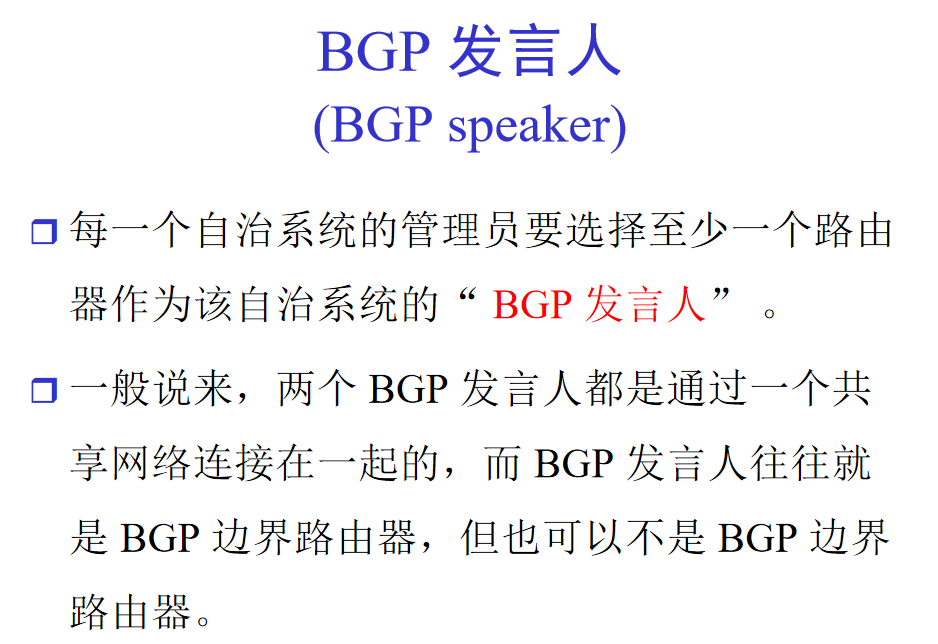 BGP 发言人
(BGP speaker)
每一个自治系统的管理员要选择至少一个路由
器作为该自治系统的“ BGP 发言人” 。
一般说来，两个 BGP 发言人都是通过一个共
享网络连接在一起的，而 BGP 发言人往往就
是 BGP 边界路由器，但也可以不是 BGP 边界
路由器。